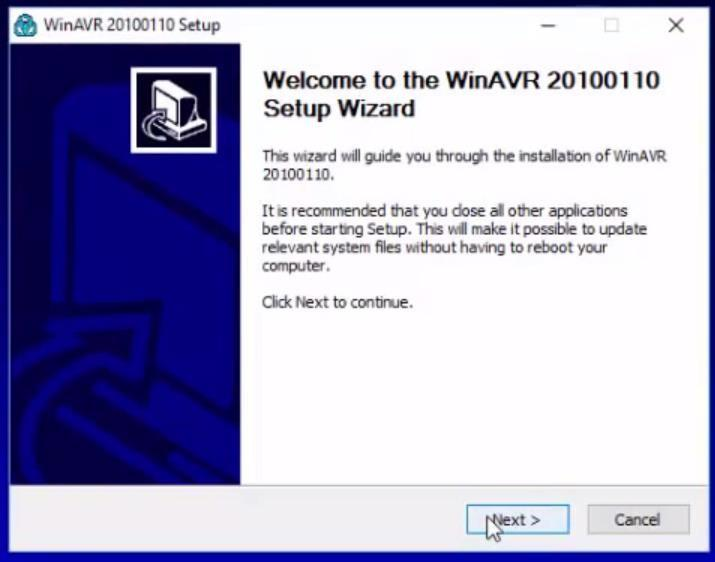 WinAVR 20100110 Setup
Welcome to the WinAVR 20100110
Setup Wizard
This wizard will guide you through the installation of WinAVR
20100110.
It is recommended that you close all other applications
before starting Setup. This will make it possible to update
relevant system files without having to reboot your
computer.
Click Next to continue.
Next >
Cancel